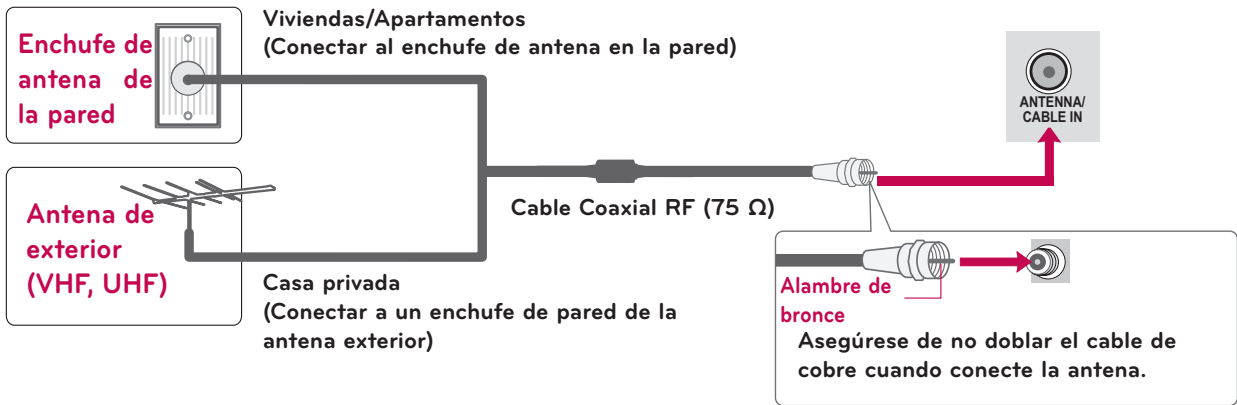 Enchufe de
antena de
la pared
Viviendas/Apartamentos
(Conectar al enchufe de antena en la pared)
ANTENNA/
CABLE IN
Antena de
exterior
(VHF, UHF)
Cable Coaxial RF (75 Ω)
Casa privada
(Conectar a un enchufe de pared de la
antena exterior)
Alambre de
bronce
Asegúrese de no doblar el cable de
cobre cuando conecte la antena.